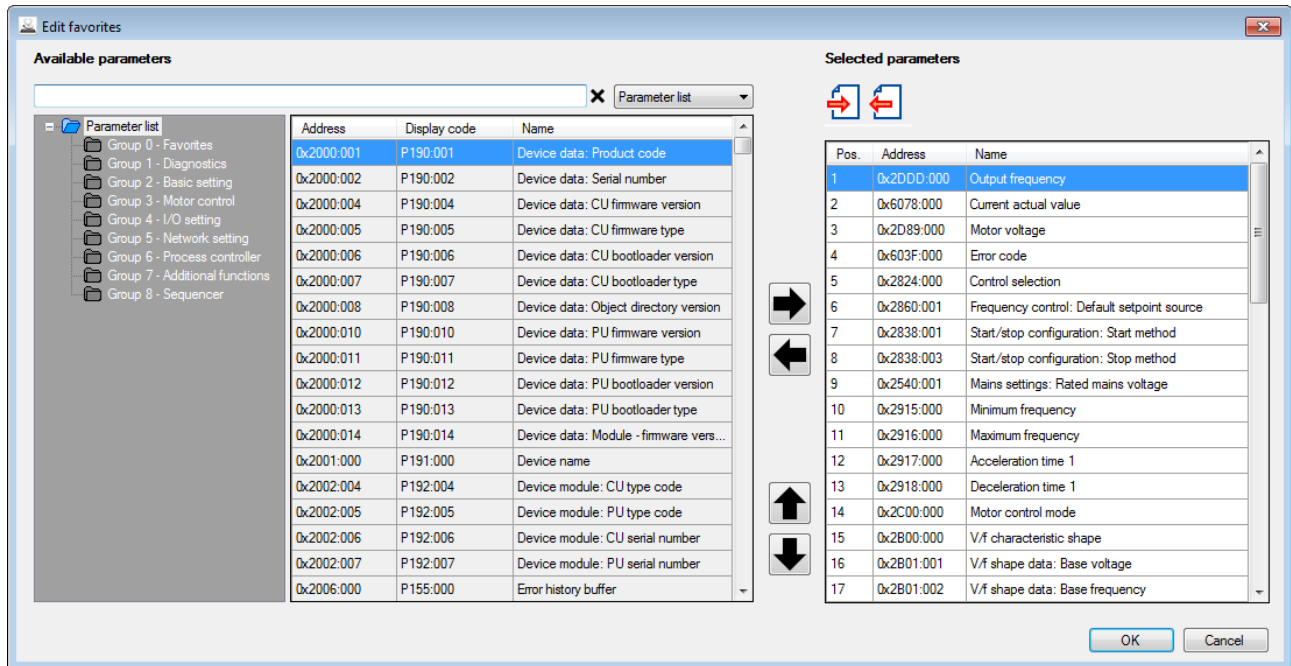 Edit favorites
Available parameters
Parameter list
Parameter list
Group 0 - Favorites
Group 1 - Diagnostics
Group 2 - Basic setting
Group 3 - Motor control
Group 4 - I/O setting
Group 5 - Network setting
Group 6 - Process controller
Group 7 - Additional functions
Group 8 - Sequencer
Address Display code Name
0x2000:001 P190:001 Device data: Product code
0x2000:002 P190:002 Device data: Serial number
0x2000:004 P190:004 Device data: CU firmware version
0x2000:005 P190:005 Device data: CU firmware type
0x2000:006 P190:006 Device data: CU bootloader version
0x2000:007 P190:007 Device data: CU bootloader type
0x2000:008 P190:008 Device data: Object directory version
0x2000:010 P190:010 Device data: PU firmware version
0x2000:011 P190:011 Device data: PU firmware type
0x2000:012 P190:012 Device data: PU bootloader version
0x2000:013 P190:013 Device data: PU bootloader type
0x2000:014 P190:014 Device data: Module - firmware vers...
0x2001:000 P191:000 Device name
0x2002:004 P192:004 Device module: CU type code
0x2002:005 P192:005 Device module: PU type code
0x2002:006 P192:006 Device module: CU serial number
0x2002:007 P192:007 Device module: PU serial number
0x2006:000 P155:000 Error history buffer
Selected parameters
Pos. Address Name
1 0x2DDD:000 Output frequency
2 0x6078:000 Current actual value
3 0x2D89:000 Motor voltage
4 0x603F:000 Error code
5 0x2824:000 Control selection
6 0x2860:001 Frequency control: Default setpoint source
7 0x2838:001 Start/stop configuration: Start method
8 0x2838:003 Start/stop configuration: Stop method
9 0x2540:001 Mains settings: Rated mains voltage
10 0x2915:000 Minimum frequency
11 0x2916:000 Maximum frequency
12 0x2917:000 Acceleration time 1
13 0x2918:000 Deceleration time 1
14 0x2C00:000 Motor control mode
15 0x2B00:000 V/f characteristic shape
16 0x2B01:001 V/f shape data: Base voltage
17 0x2B01:002 V/f shape data: Base frequency
OK Cancel